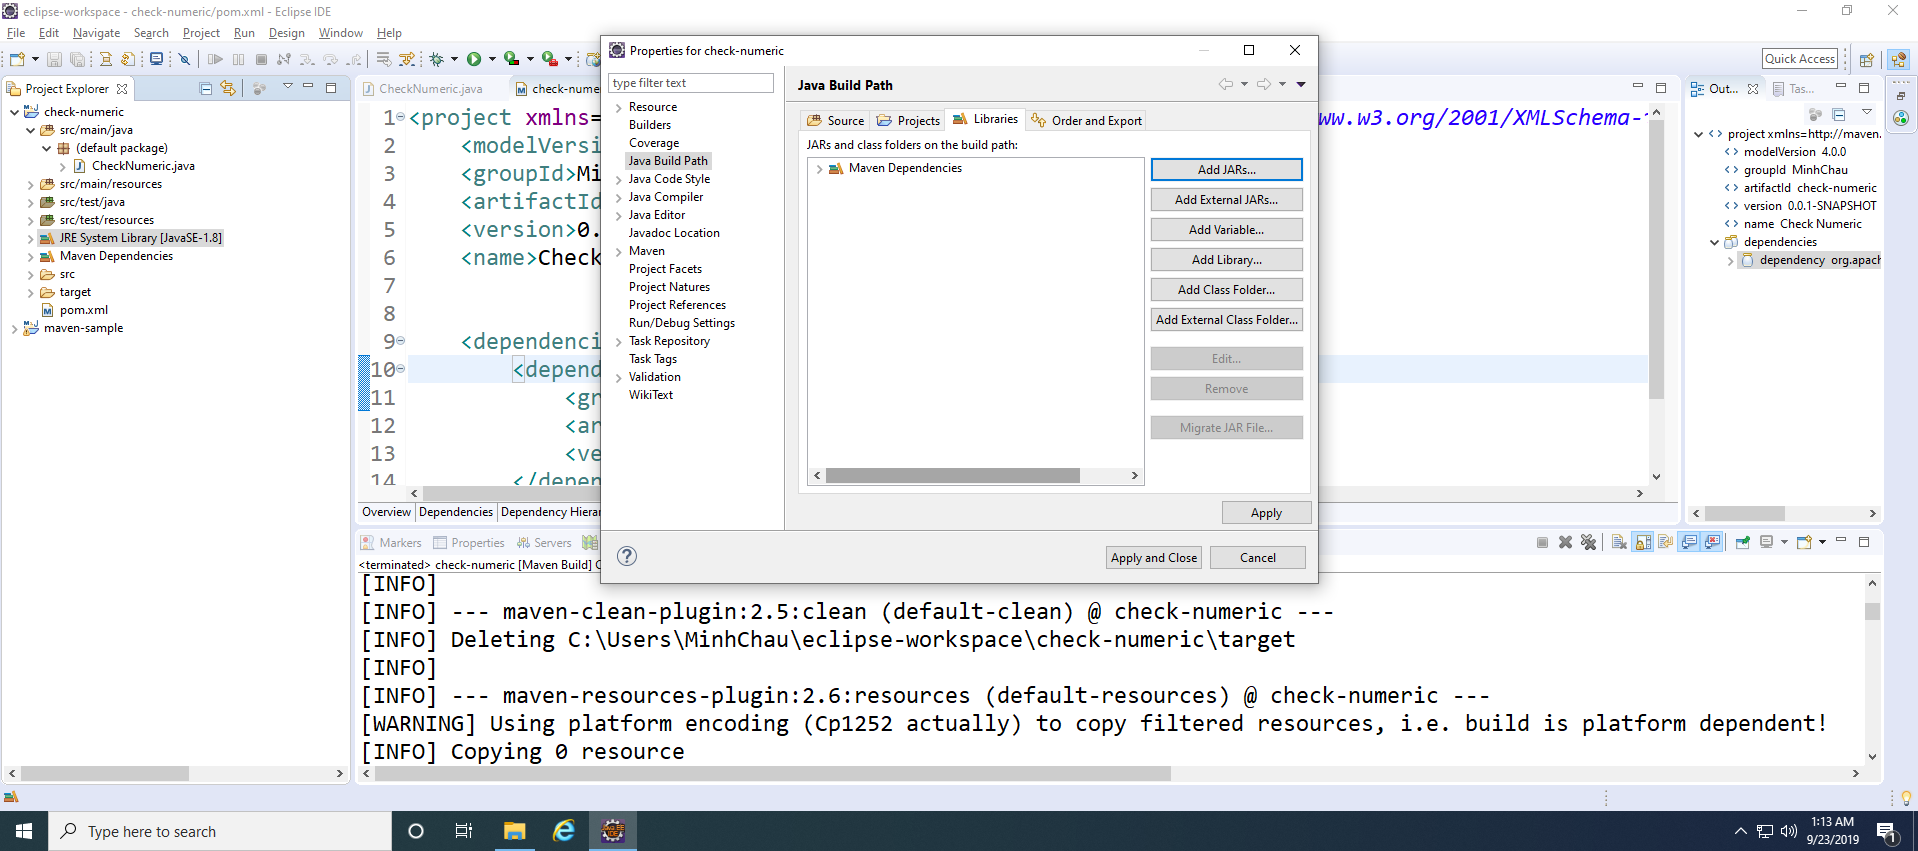 eclipse-workspace - check-numeric/pom.xml - Eclipse IDE
File Edit Navigate Search Project Run Design Window Help
Quick Access
Project Explorer
check-numeric
src/main/java
(default package)
CheckNumeric.java
src/main/resources
src/test/java
src/test/resources
JRE System Library [JavaSE-1.8]
Maven Dependencies
src
target
pom.xml
maven-sample
CheckNumeric.java
check-nume
1 <project xmlns=
2 <modelVersi
3 <groupId>Mi
4 <artifactId
5 <version>0.
6 <name>Check
7
8
9 <dependenci
10 <depend
11 <gr
12 <ar
13 <ve
14 </depen
ww.w3.org/2001/XMLSchema-
Overview Dependencies Dependency Hierar
Properties for check-numeric
type filter text
Resource
Builders
Coverage
Java Build Path
Java Code Style
Java Compiler
Java Editor
Javadoc Location
Maven
Project Facets
Project Natures
Project References
Run/Debug Settings
Task Repository
Task Tags
Validation
WikiText
Java Build Path
Source Projects Libraries Order and Export
JARs and class folders on the build path:
Maven Dependencies
Add JARs...
Add External JARs...
Add Variable...
Add Library...
Add Class Folder...
Add External Class Folder...
Edit...
Remove
Migrate JAR File...
Apply
Apply and Close Cancel
Out... Tas...
project xmlns=http://maven.
modelVersion 4.0.0
groupId MinhChau
artifactId check-numeric
version 0.0.1-SNAPSHOT
name Check Numeric
dependencies
dependency org.apach
Markers Properties Servers
<terminated> check-numeric [Maven Build] C
[INFO]
[INFO] --- maven-clean-plugin:2.5:clean (default-clean) @ check-numeric ---
[INFO] Deleting C:\Users\MinhChau\eclipse-workspace\check-numeric\target
[INFO]
[INFO] --- maven-resources-plugin:2.6:resources (default-resources) @ check-numeric ---
[WARNING] Using platform encoding (Cp1252 actually) to copy filtered resources, i.e. build is platform dependent!
[INFO] Copying 0 resource
Type here to search
1:13 AM
9/23/2019
1